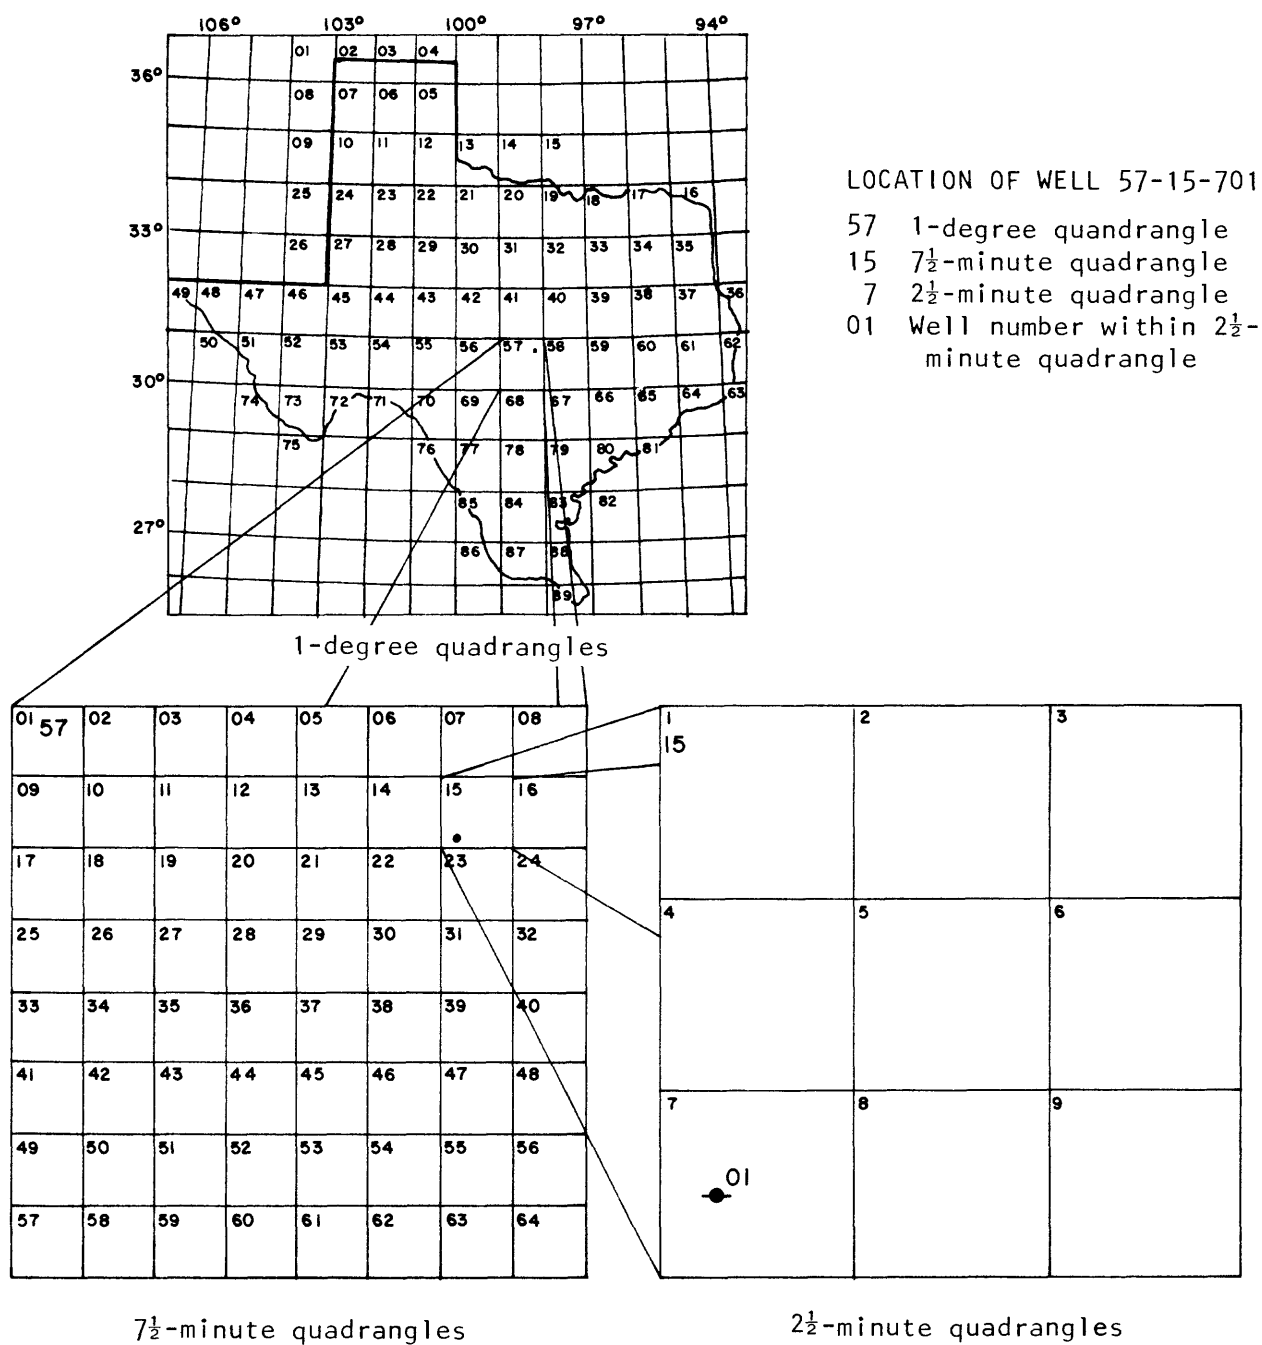 106° 103° 100° 97° 94°
01 02 03 04
36°
08 07 06 05
09 10 11 12 13 14 15
25 24 23 22 21 20 19 18 17 16
33°
26 27 28 29 30 31 32 33 34 35
49 48 47 46 45 44 43 42 41 40 39 38 37 36
50 51 52 53 54 55 56 57 58 59 60 61 62
30°
74 73 72 71 70 69 68 67 66 65 64 63
75 76 77 78 79 80 81
85 84 83 82
27°
86 87 88
89
1-degree quadrangles
LOCATION OF WELL 57-15-701
57 1-degree quandrangle
15 7½-minute quadrangle
7 2½-minute quadrangle
01 Well number within 2½-
minute quadrangle
01 57 02 03 04 05 06 07 08
09 10 11 12 13 14 15 16
17 18 19 20 21 22 23 24
25 26 27 28 29 30 31 32
33 34 35 36 37 38 39 40
41 42 43 44 45 46 47 48
49 50 51 52 53 54 55 56
57 58 59 60 61 62 63 64
7½-minute quadrangles
1 2 3
15
4 5 6
7 8 9
01
2½-minute quadrangles